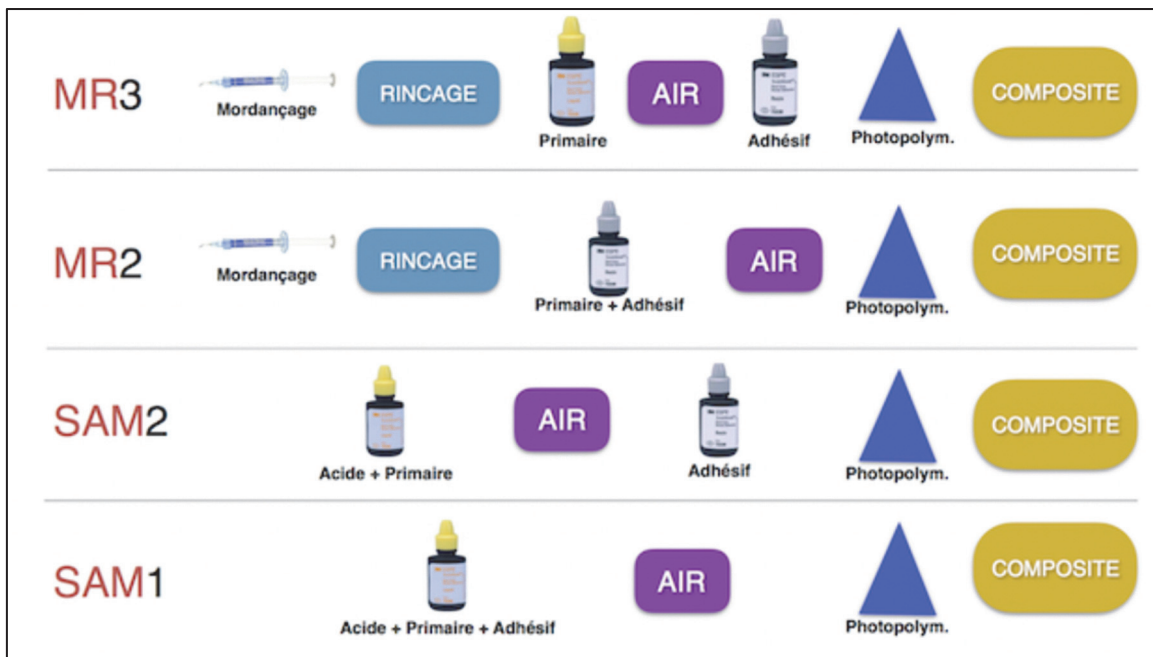 MR3
Mordançage
RINCAGE
Primaire
AIR
Adhésif
Photopolym.
COMPOSITE
MR2
Mordançage
RINCAGE
Primaire + Adhésif
AIR
Photopolym.
COMPOSITE
SAM2
Acide + Primaire
AIR
Adhésif
Photopolym.
COMPOSITE
SAM1
Acide + Primaire + Adhésif
AIR
Photopolym.
COMPOSITE